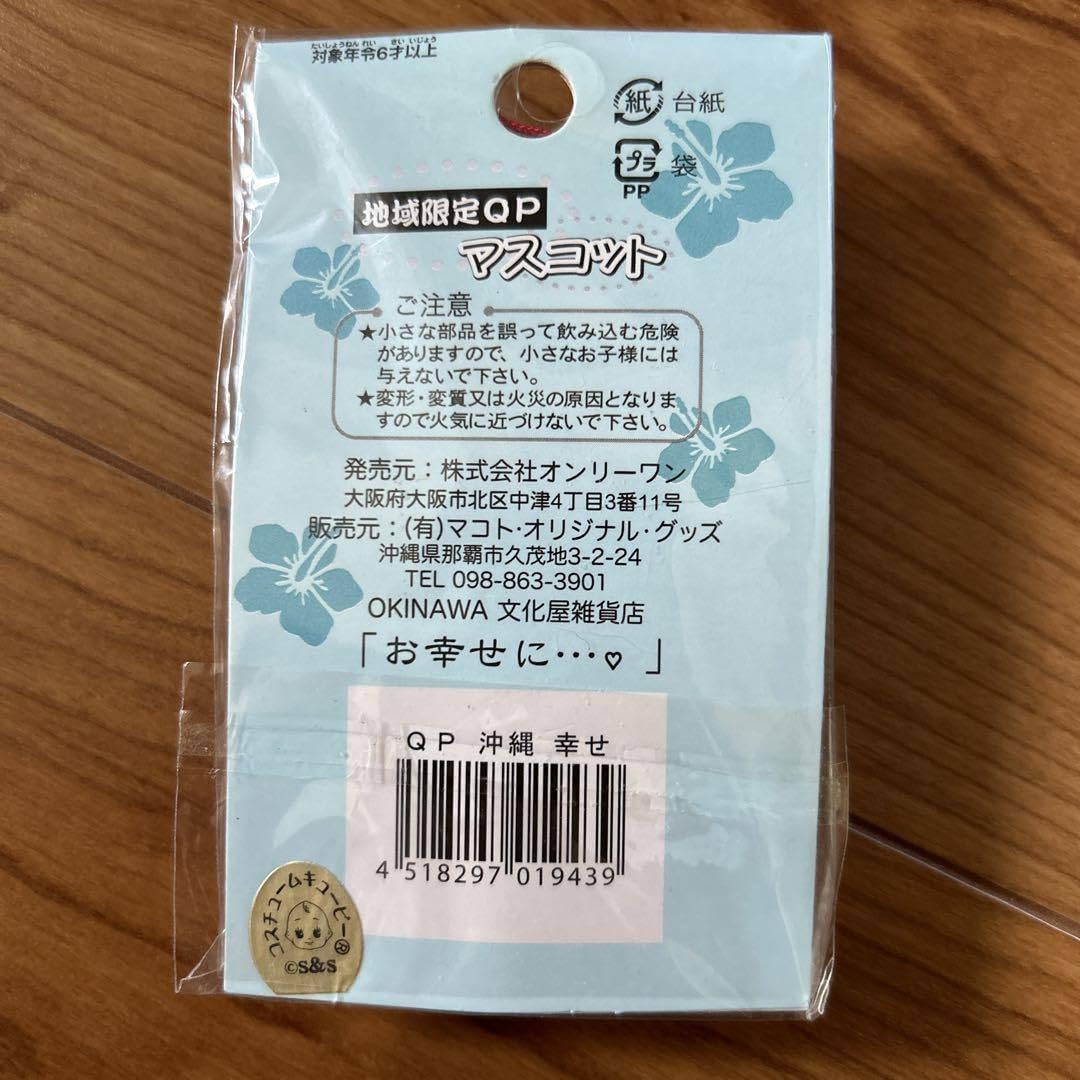 たいしょうねんれい さい いじょう
対象年令6才以上
紙 台紙
プラ 袋
PP
地域限定QP
マスコット
ご注意
★小さな部品を誤って飲み込む危険
がありますので、小さなお子様には
与えないで下さい。
★変形・変質又は火災の原因となりま
すので火気に近づけないで下さい。
発売元：株式会社オンリーワン
大阪府大阪市北区中津4丁目3番11号
販売元：(有)マコト・オリジナル・グッズ
沖縄県那覇市久茂地3-2-24
TEL 098-863-3901
OKINAWA 文化屋雑貨店
「お幸せに…♡」
QP 沖縄 幸せ
4 518297 019439
コスチュームキューピー®
©S&S